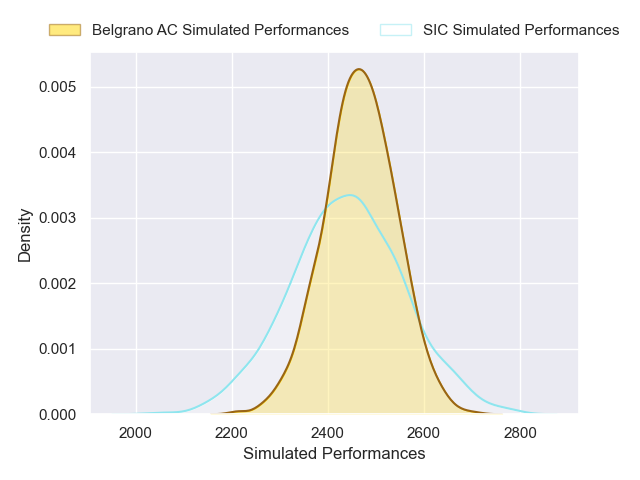 Belgrano AC Simulated Performances SIC Simulated Performances
0.005
0.004
0.003
0.002
0.001
0.000
Density
2000 2200 2400 2600 2800
Simulated Performances